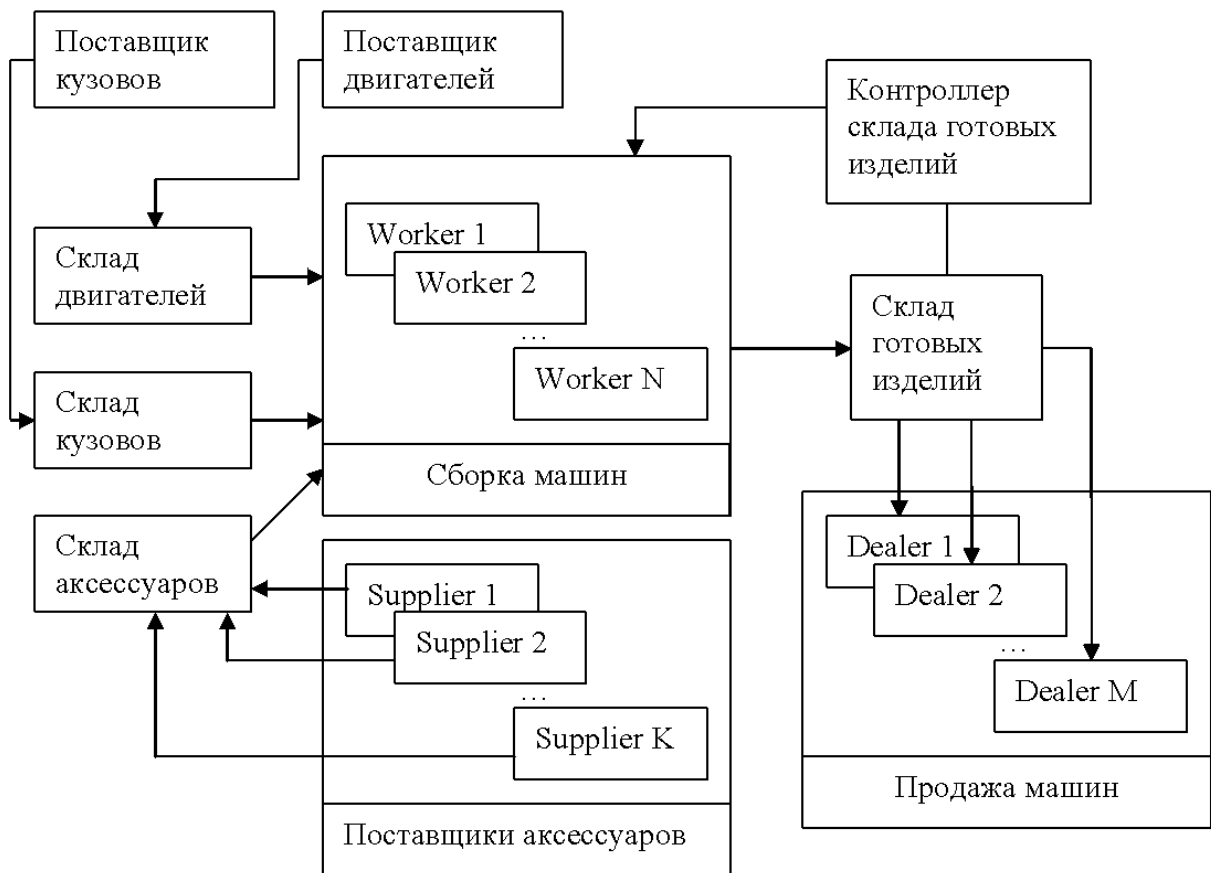 Поставщик
кузовов
Поставщик
двигателей
Контроллер
склада готовых
изделий
Склад
двигателей
Worker 1
Worker 2
...
Worker N
Склад
готовых
изделий
Склад
кузовов
Сборка машин
Склад
аксессуаров
Supplier 1
Supplier 2
...
Supplier K
Поставщики аксессуаров
Dealer 1
Dealer 2
...
Dealer M
Продажа машин